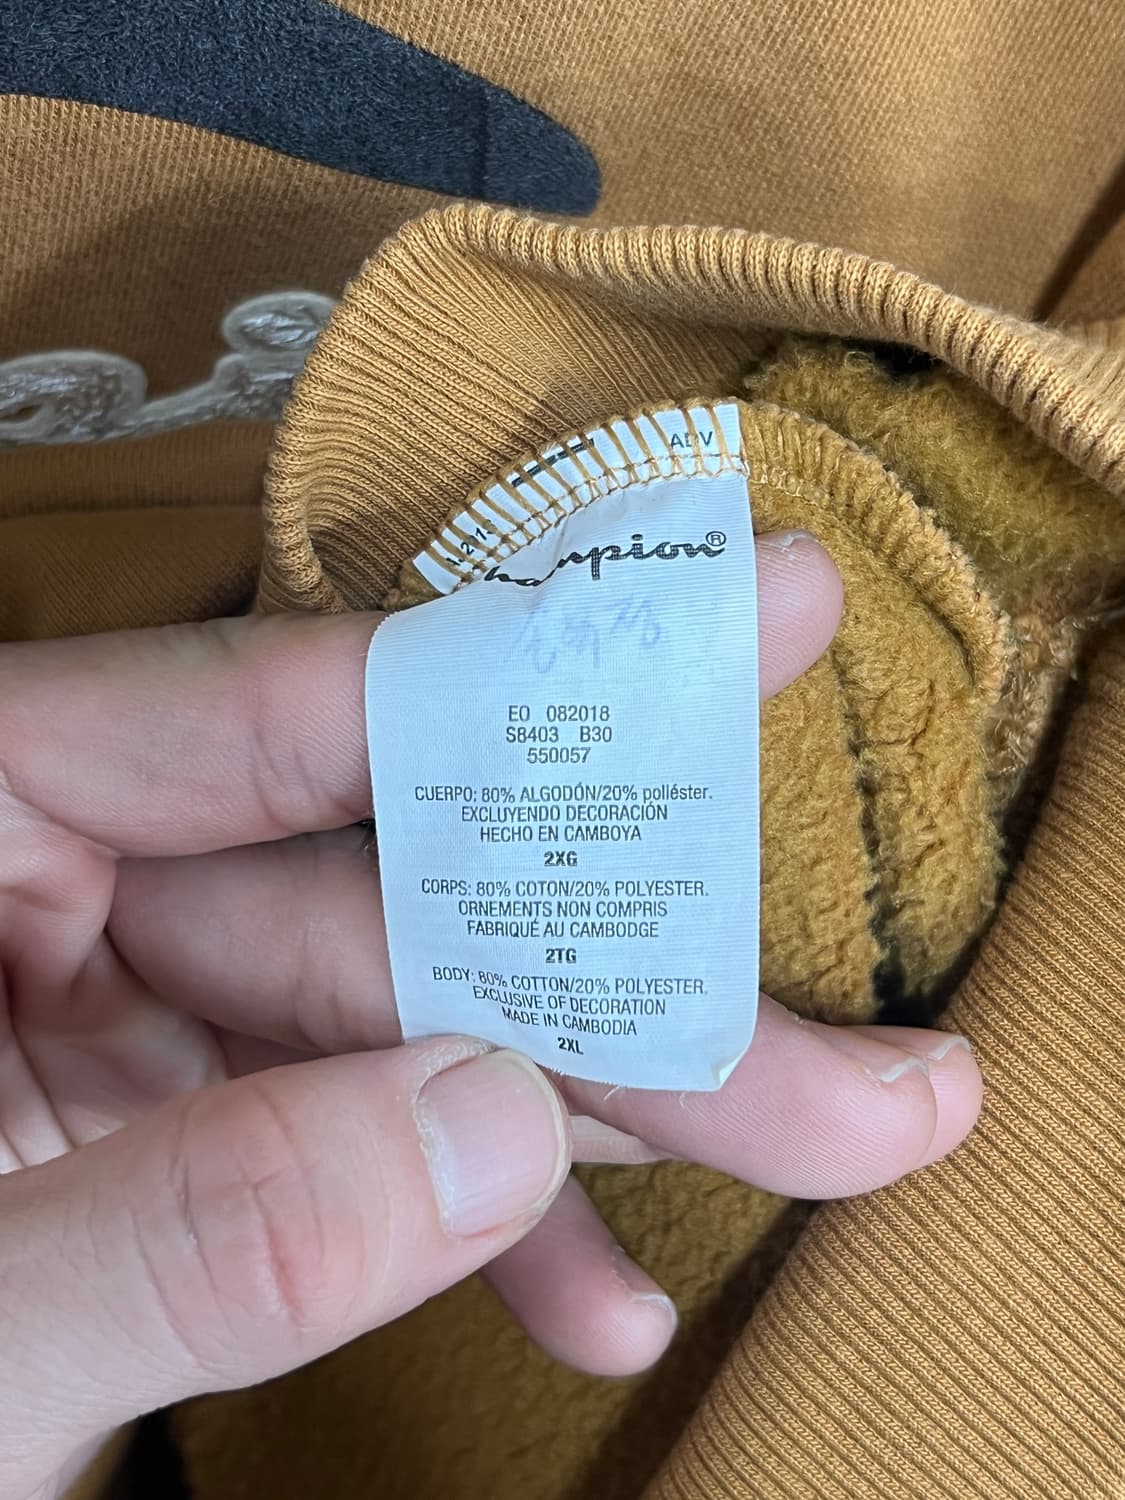 ADV
Champion®
EO 082018
S8403 B30
550057
CUERPO: 80% ALGODÓN/20% poliéster.
EXCLUYENDO DECORACIÓN
HECHO EN CAMBOYA
2XG
CORPS: 80% COTON/20% POLYESTER.
ORNEMENTS NON COMPRIS
FABRIQUÉ AU CAMBODGE
2TG
BODY: 80% COTTON/20% POLYESTER.
EXCLUSIVE OF DECORATION
MADE IN CAMBODIA
2XL